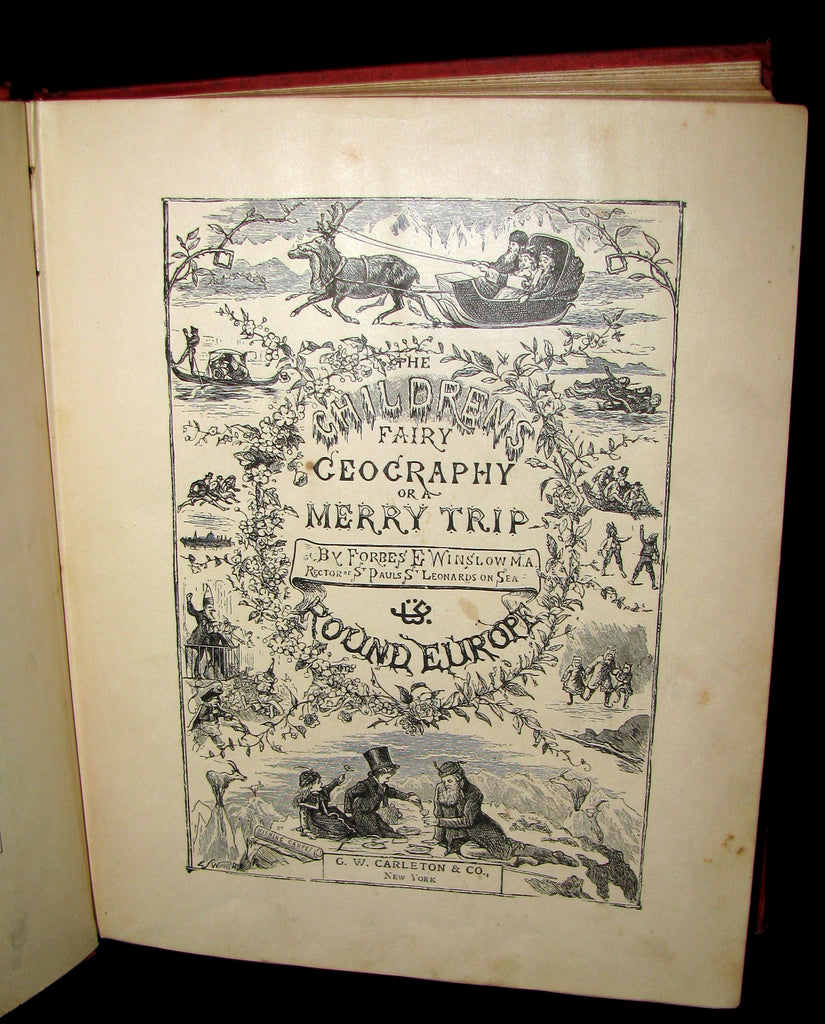 THE
CHILDREN'S
FAIRY
GEOGRAPHY
OR A
MERRY TRIP
BY FORBES E WINSLOW M.A.
RECTOR OF ST PAULS ST LEONARDS ON SEA
ROUND EUROPE
G. W. CARLETON & CO.,
NEW YORK